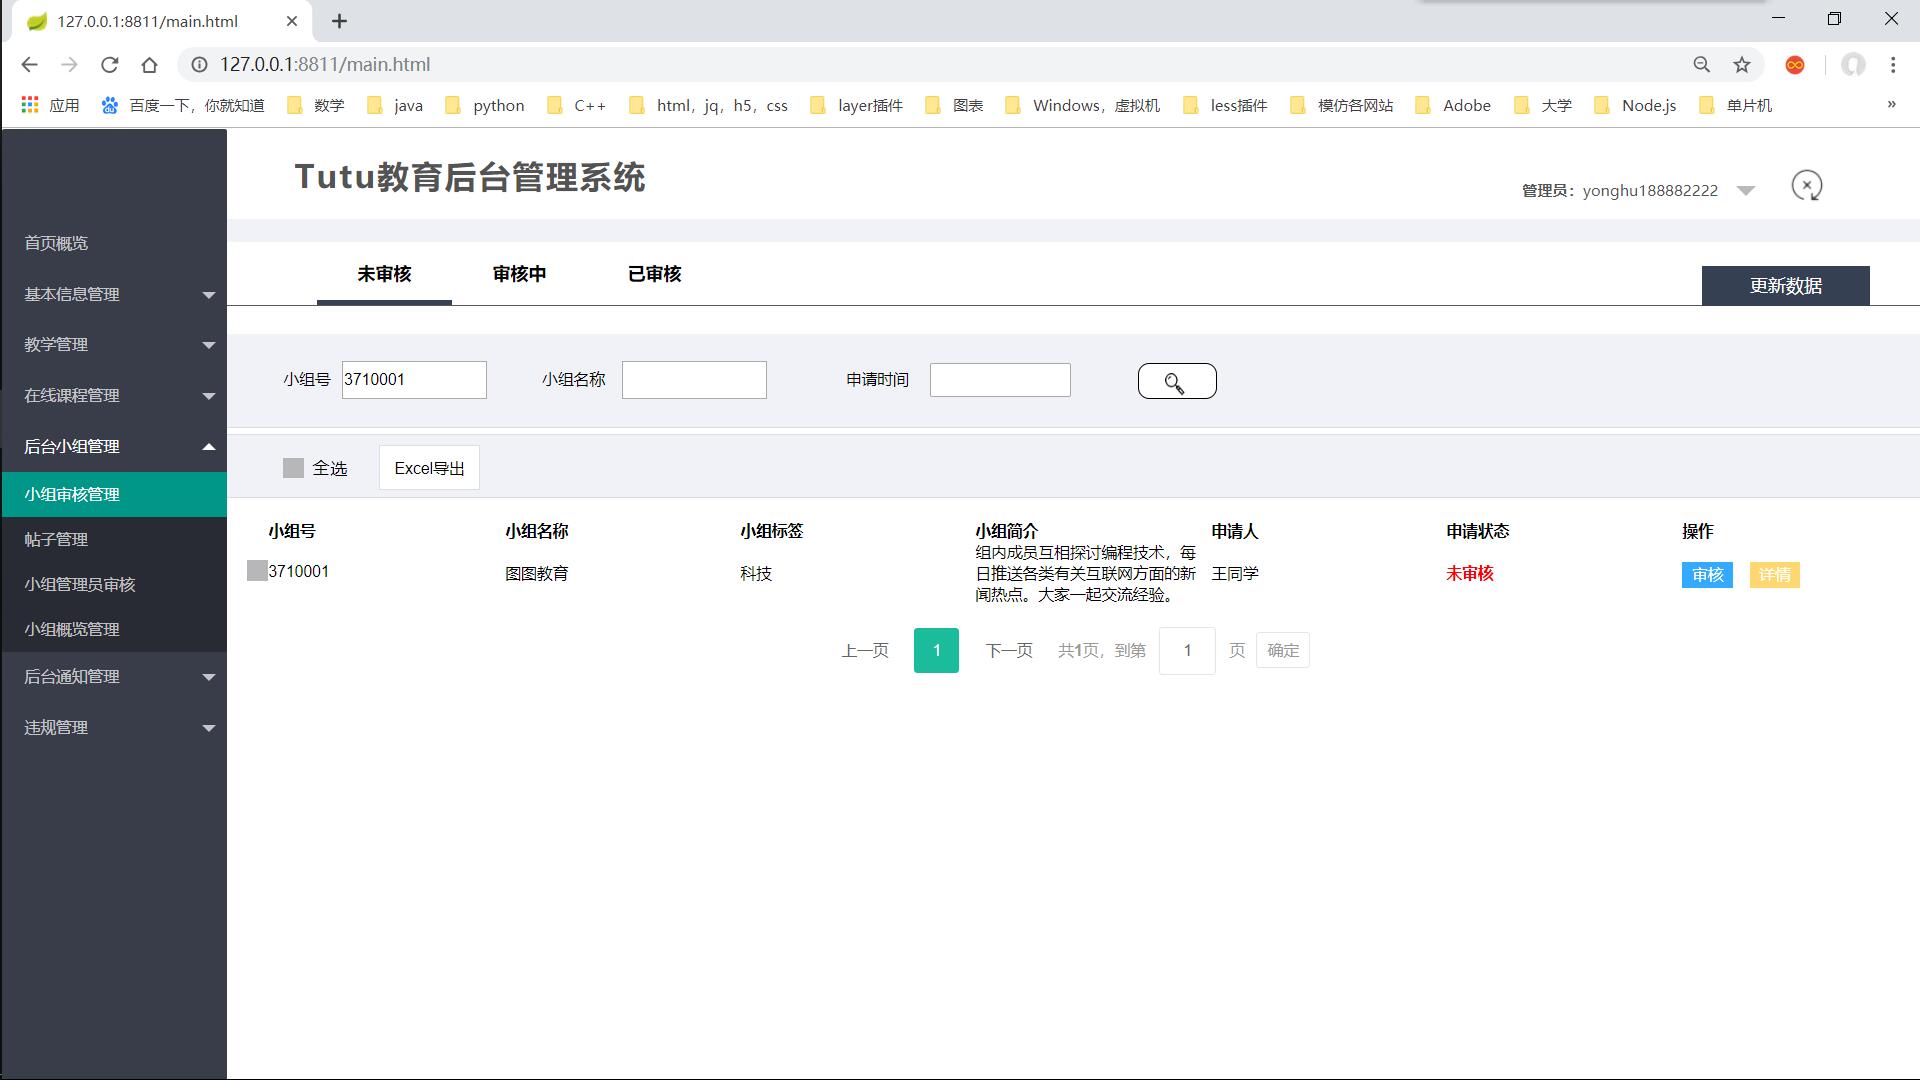 127.0.0.1:8811/main.html
127.0.0.1:8811/main.html
应用 百度一下，你就知道 数学 java python C++ html，jq，h5，css layer插件 图表 Windows，虚拟机 less插件 模仿各网站 Adobe 大学 Node.js 单片机 »
Tutu教育后台管理系统
管理员：yonghu188882222
首页概览
基本信息管理
教学管理
在线课程管理
后台小组管理
小组审核管理
帖子管理
小组管理员审核
小组概览管理
后台通知管理
违规管理
未审核 审核中 已审核
更新数据
小组号 3710001 小组名称 申请时间
全选 Excel导出
小组号 小组名称 小组标签 小组简介 申请人 申请状态 操作
3710001 图图教育 科技
组内成员互相探讨编程技术，每
日推送各类有关互联网方面的新
闻热点。大家一起交流经验。
王同学 未审核 审核 详情
上一页 1 下一页 共1页，到第 1 页 确定